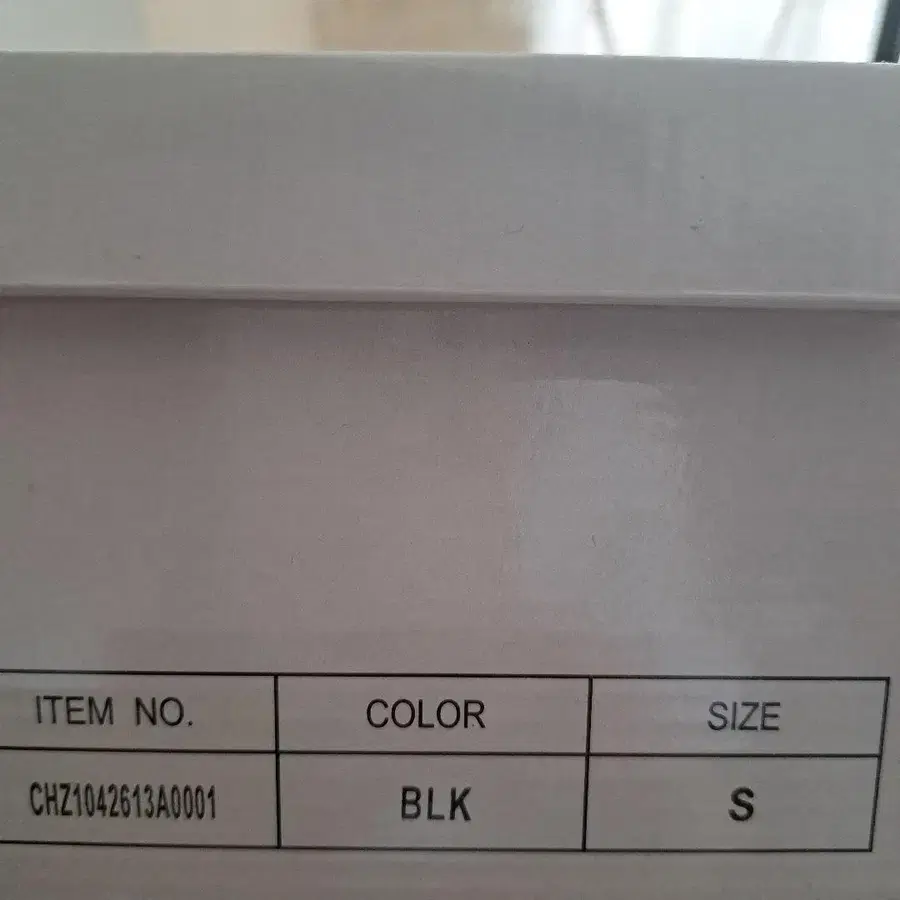 ITEM NO. COLOR SIZE
CHZ1042613A0001 BLK S